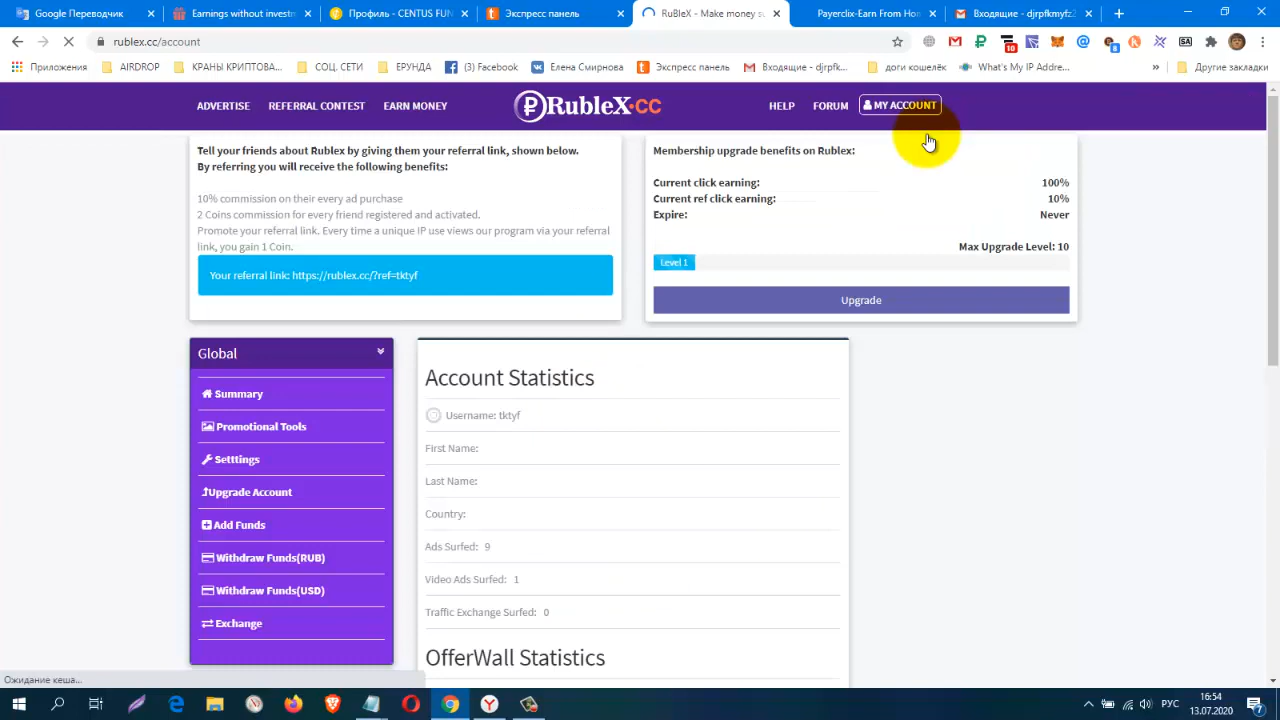 Google Переводчик
Earnings without investm
Профиль - CENTUS FUN
Экспресс панель
RuBleX - Make money su
Payerclix-Earn From Hom
Входящие - djrpfkmyfz2
rublex.cc/account
10
8
Приложения
AIRDROP
КРАНЫ КРИПТОВА...
СОЦ. СЕТИ
ЕРУНДА
(3) Facebook
Елена Смирнова
Экспресс панель
Входящие - djrpfk...
доги кошелёк
What's My IP Addre...
»
Другие закладки
ADVERTISE
REFERRAL CONTEST
EARN MONEY
RubleX.CC
HELP
FORUM
MY ACCOUNT
Tell your friends about Rublex by giving them your referral link, shown below.
By referring you will receive the following benefits:
10% commission on their every ad purchase
2 Coins commission for every friend registered and activated.
Promote your referral link. Every time a unique IP use views our program via your referral
link, you gain 1 Coin.
Your referral link: https://rublex.cc/?ref=tktyf
Membership upgrade benefits on Rublex:
Current click earning: 100%
Current ref click earning: 10%
Expire: Never
Max Upgrade Level: 10
Level 1
Upgrade
Global
Summary
Promotional Tools
Setttings
Upgrade Account
Add Funds
Withdraw Funds(RUB)
Withdraw Funds(USD)
Exchange
Account Statistics
Username: tktyf
First Name:
Last Name:
Country:
Ads Surfed: 9
Video Ads Surfed: 1
Traffic Exchange Surfed: 0
OfferWall Statistics
Ожидание кеша...
РУС
16:54
13.07.2020
7